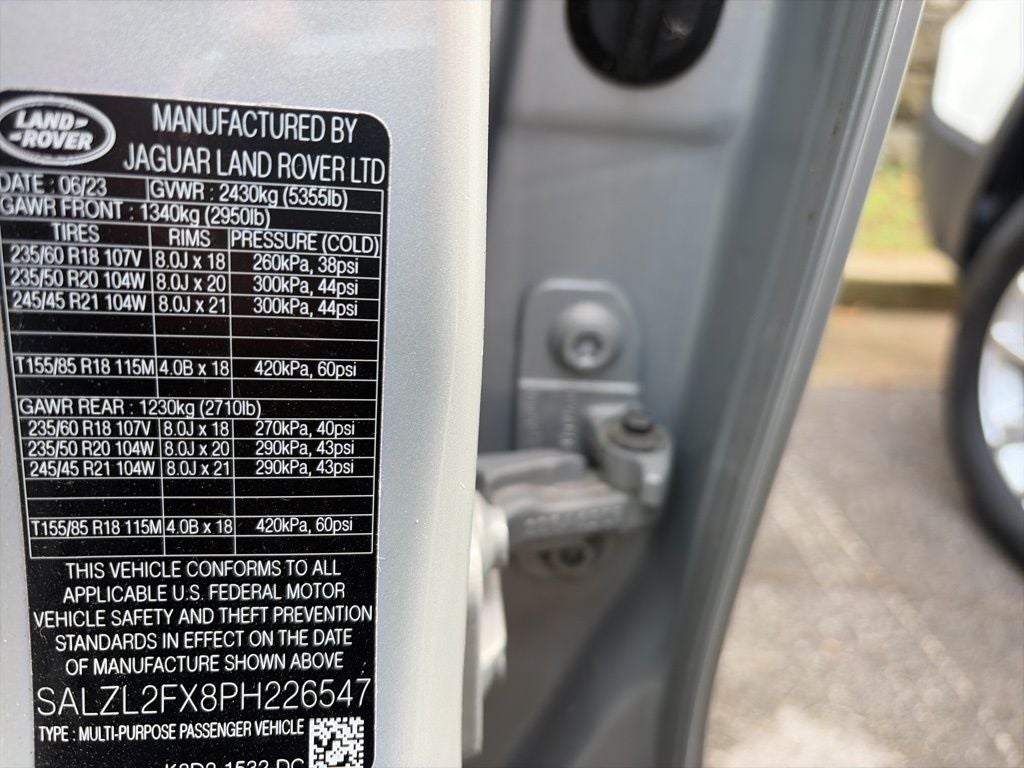 LAND ROVER
MANUFACTURED BY
JAGUAR LAND ROVER LTD
DATE : 06/23 GVWR : 2430kg (5355lb)
GAWR FRONT : 1340kg (2950lb)
TIRES RIMS PRESSURE (COLD)
235/60 R18 107V 8.0J x 18 260kPa, 38psi
235/50 R20 104W 8.0J x 20 300kPa, 44psi
245/45 R21 104W 8.0J x 21 300kPa, 44psi
T155/85 R18 115M 4.0B x 18 420kPa, 60psi
GAWR REAR : 1230kg (2710lb)
235/60 R18 107V 8.0J x 18 270kPa, 40psi
235/50 R20 104W 8.0J x 20 290kPa, 43psi
245/45 R21 104W 8.0J x 21 290kPa, 43psi
T155/85 R18 115M 4.0B x 18 420kPa, 60psi
THIS VEHICLE CONFORMS TO ALL
APPLICABLE U.S. FEDERAL MOTOR
VEHICLE SAFETY AND THEFT PREVENTION
STANDARDS IN EFFECT ON THE DATE
OF MANUFACTURE SHOWN ABOVE
SALZL2FX8PH226547
TYPE : MULTI-PURPOSE PASSENGER VEHICLE